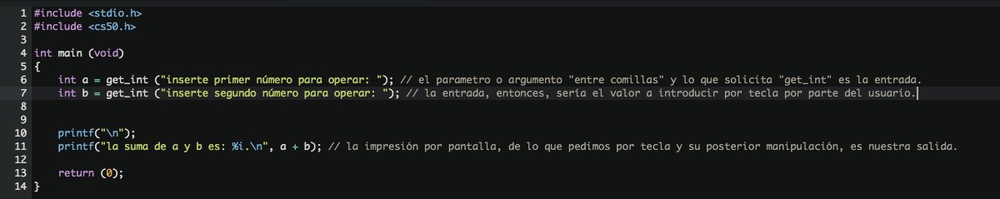 1 #include <stdio.h>
2 #include <cs50.h>
3
4 int main (void)
5 {
6 int a = get_int ("inserte primer número para operar: "); // el parametro o argumento "entre comillas" y lo que solicita "get_int" es la entrada.
7 int b = get_int ("inserte segundo número para operar: "); // la entrada, entonces, sería el valor a introducir por tecla por parte del usuario.
8
9
10 printf("\n");
11 printf("la suma de a y b es: %i.\n", a + b); // la impresión por pantalla, de lo que pedimos por tecla y su posterior manipulación, es nuestra salida.
12
13 return (0);
14 }